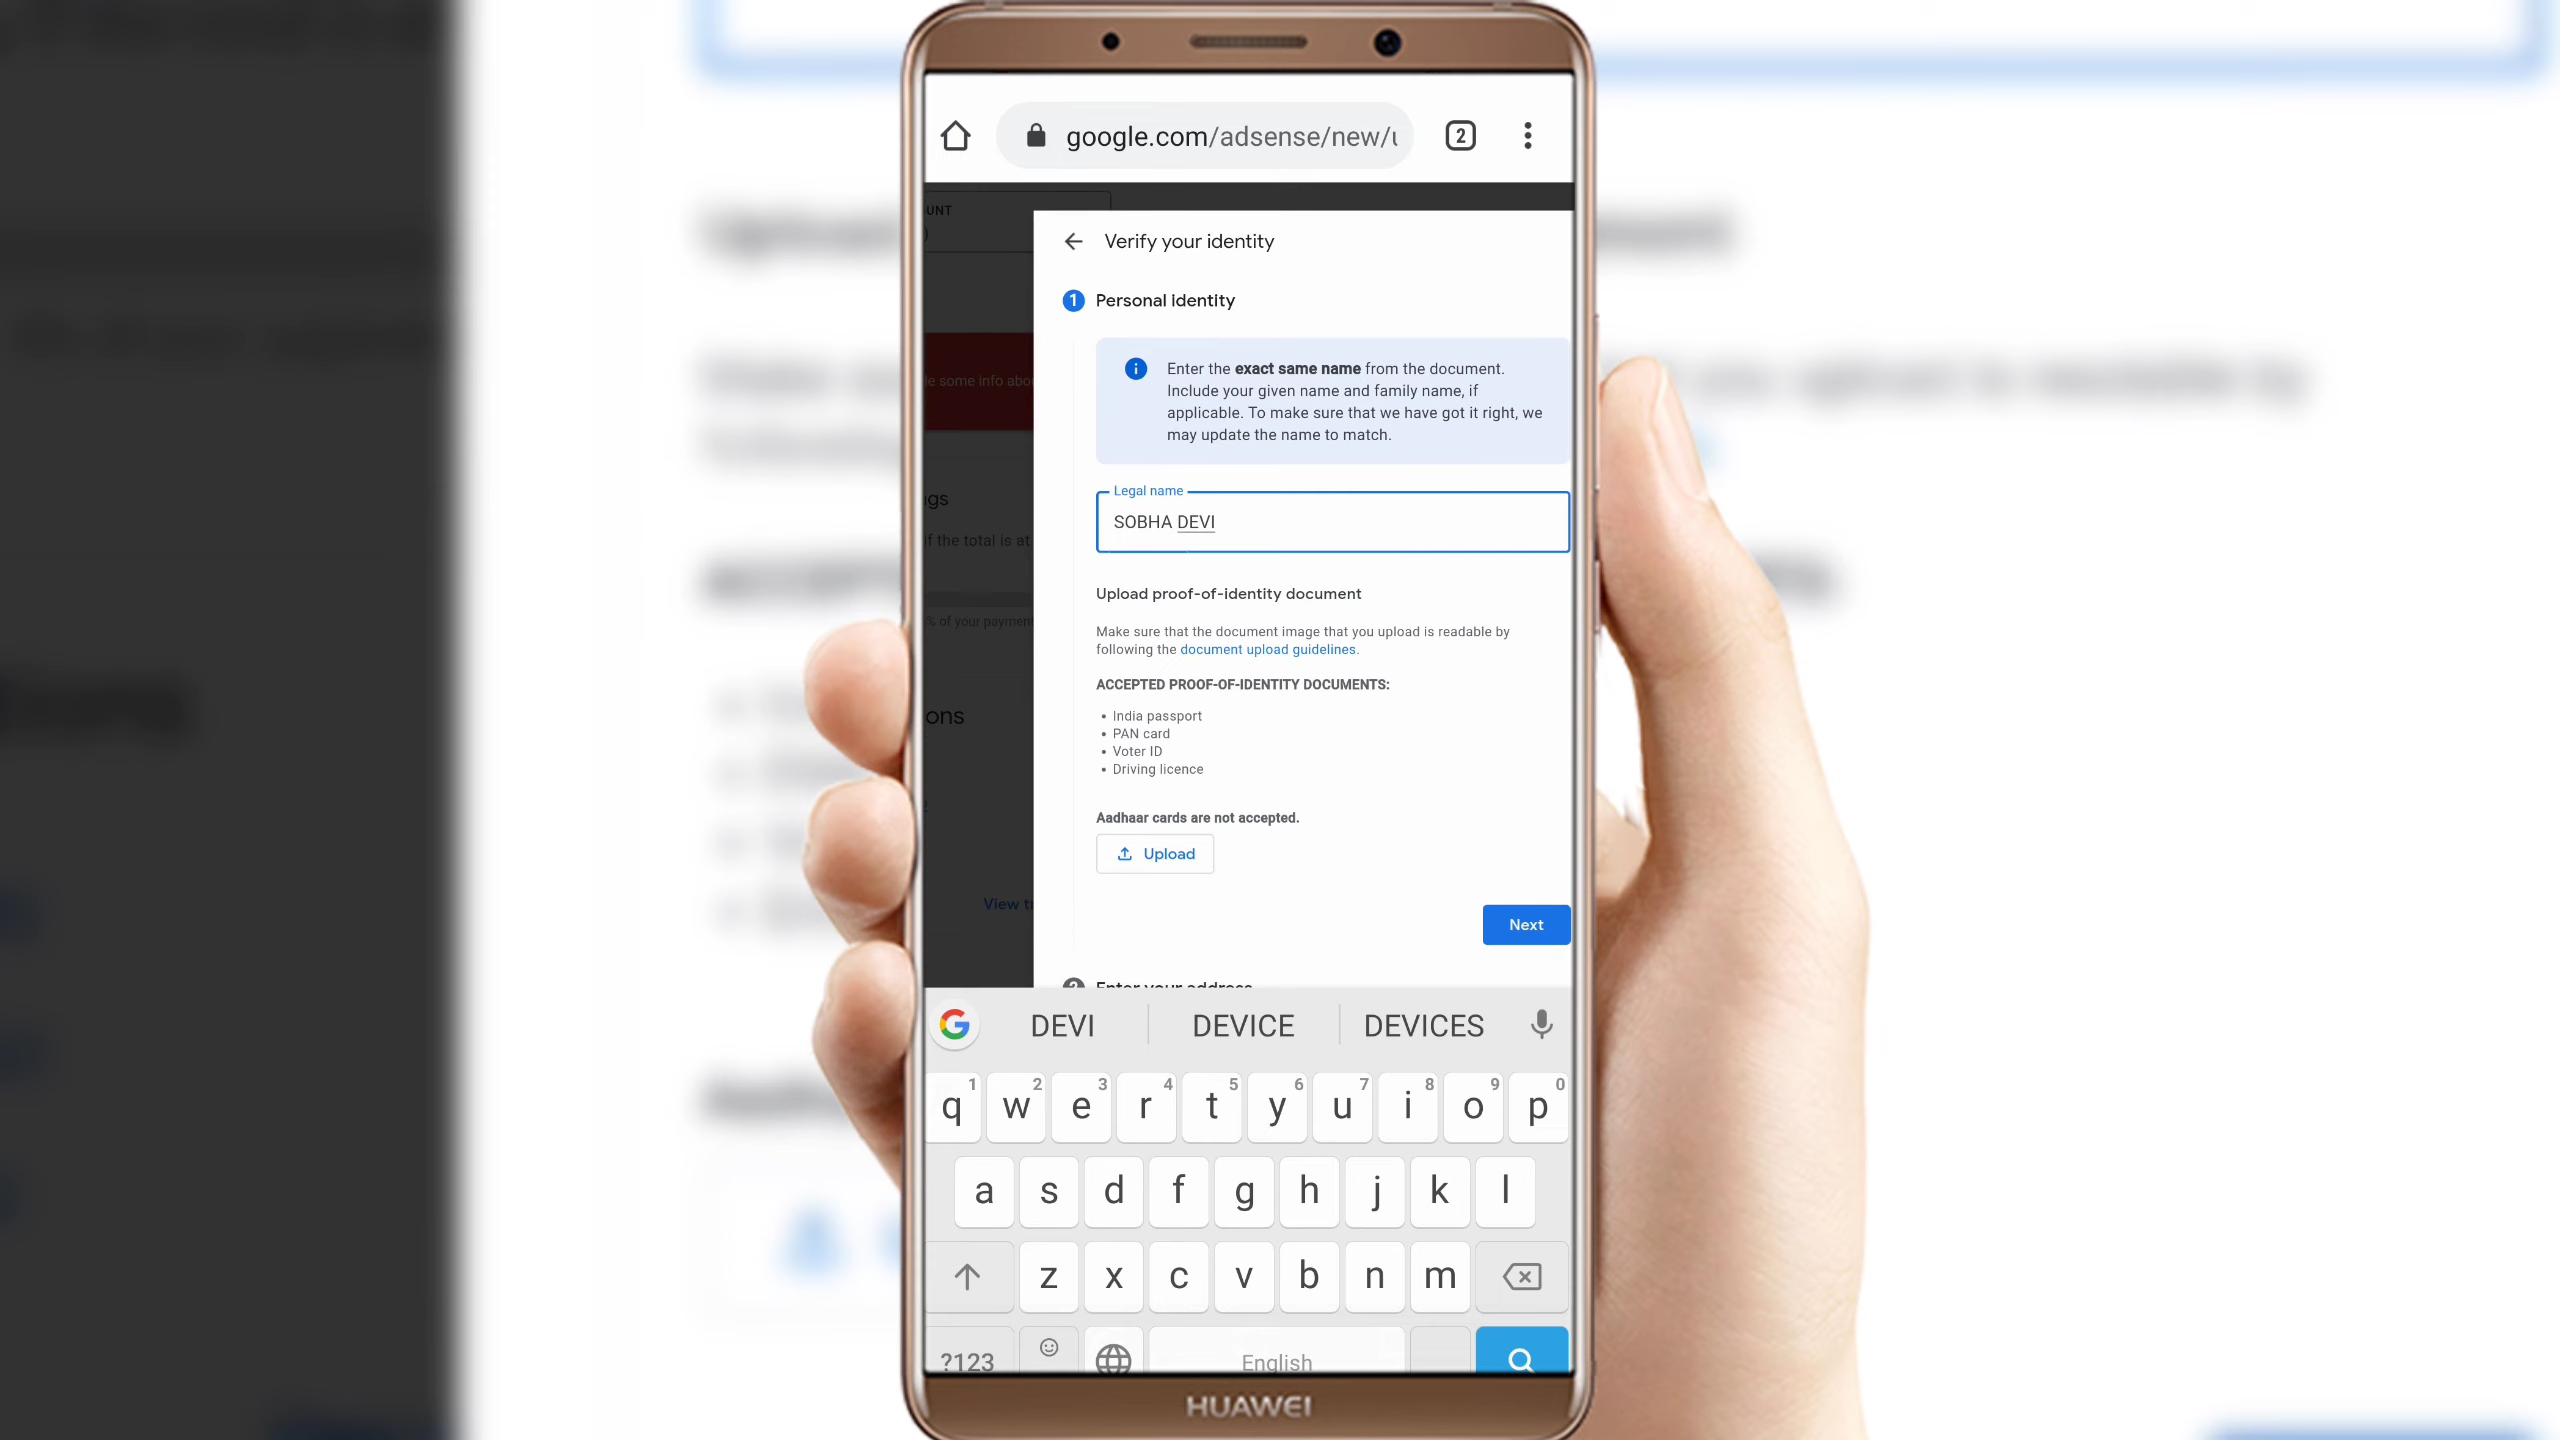 google.com/adsense/new/
2
UNT
Verify your identity
1 Personal identity
Enter the exact same name from the document.
Include your given name and family name, if
applicable. To make sure that we have got it right, we
may update the name to match.
le some info abo
Legal name
SOBHA DEVI
gs
if the total is at
Upload proof-of-identity document
% of your paymen
Make sure that the document image that you upload is readable by
following the document upload guidelines.
ACCEPTED PROOF-OF-IDENTITY DOCUMENTS:
ons
• India passport
• PAN card
• Voter ID
• Driving licence
Aadhaar cards are not accepted.
Upload
View t
Next
Enter your address
DEVI DEVICE DEVICES
1 2 3 4 5 6 7 8 9 0
q w e r t y u i o p
a s d f g h j k l
z x c v b n m
?123 English
HUAWEI